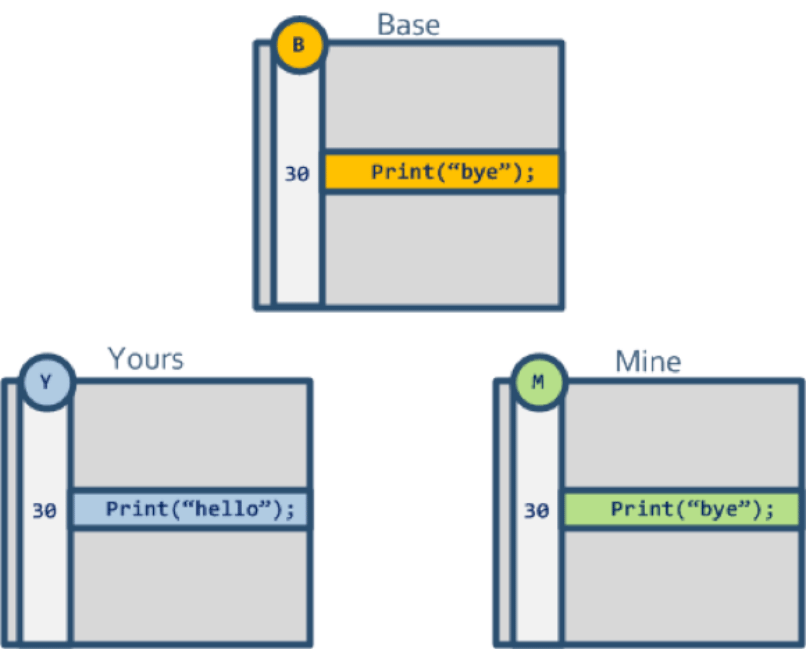 Base
B
30 Print(“bye”);
Yours
Y
30 Print(“hello”);
Mine
M
30 Print(“bye”);